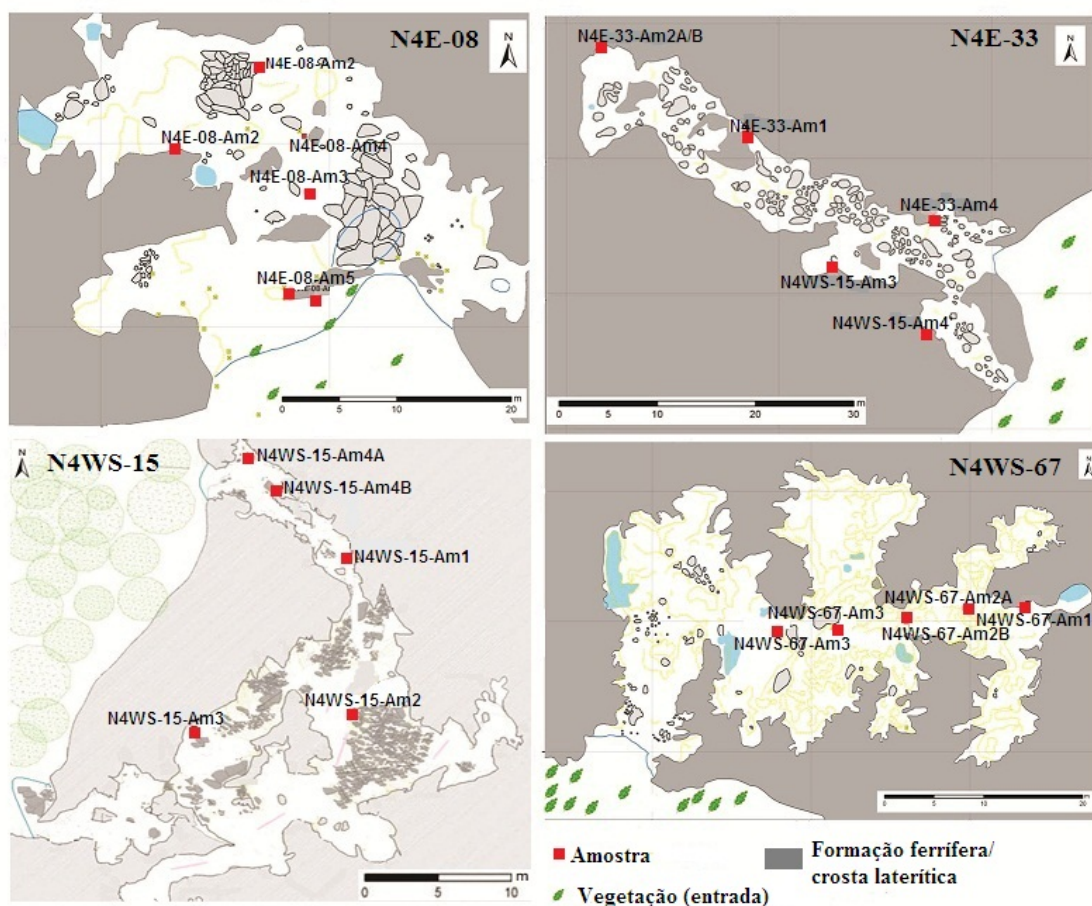 N4E-08
N
N4E-08-Am2
N4E-08-Am2
N4E-08-Am4
N4E-08-Am3
N4E-08-Am5
0 5 10 20
m
N4E-33-Am2A/B
N4E-33
N
N4E-33-Am1
N4E-33-Am4
N4WS-15-Am3
N4WS-15-Am4
0 10 20 30
m
N
N4WS-15
N4WS-15-Am4A
N4WS-15-Am4B
N4WS-15-Am1
N4WS-15-Am2
N4WS-15-Am3
m
0 5 10
N4WS-67
N
N4WS-67-Am2A
N4WS-67-Am3
N4WS-67-Am1
N4WS-67-Am2B
N4WS-67-Am3
m
0 5 10 20
Amostra
Vegetação (entrada)
Formação ferrífera/
crosta laterítica